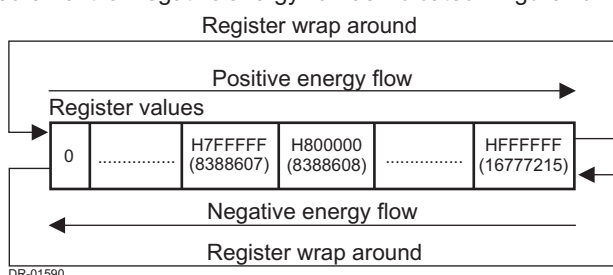 Register wrap around
Positive energy flow
Register values
0 ................ H7FFFFF (8388607) H800000 (8388608) ................ HFFFFFF (16777215)
Negative energy flow
Register wrap around
DR-01590